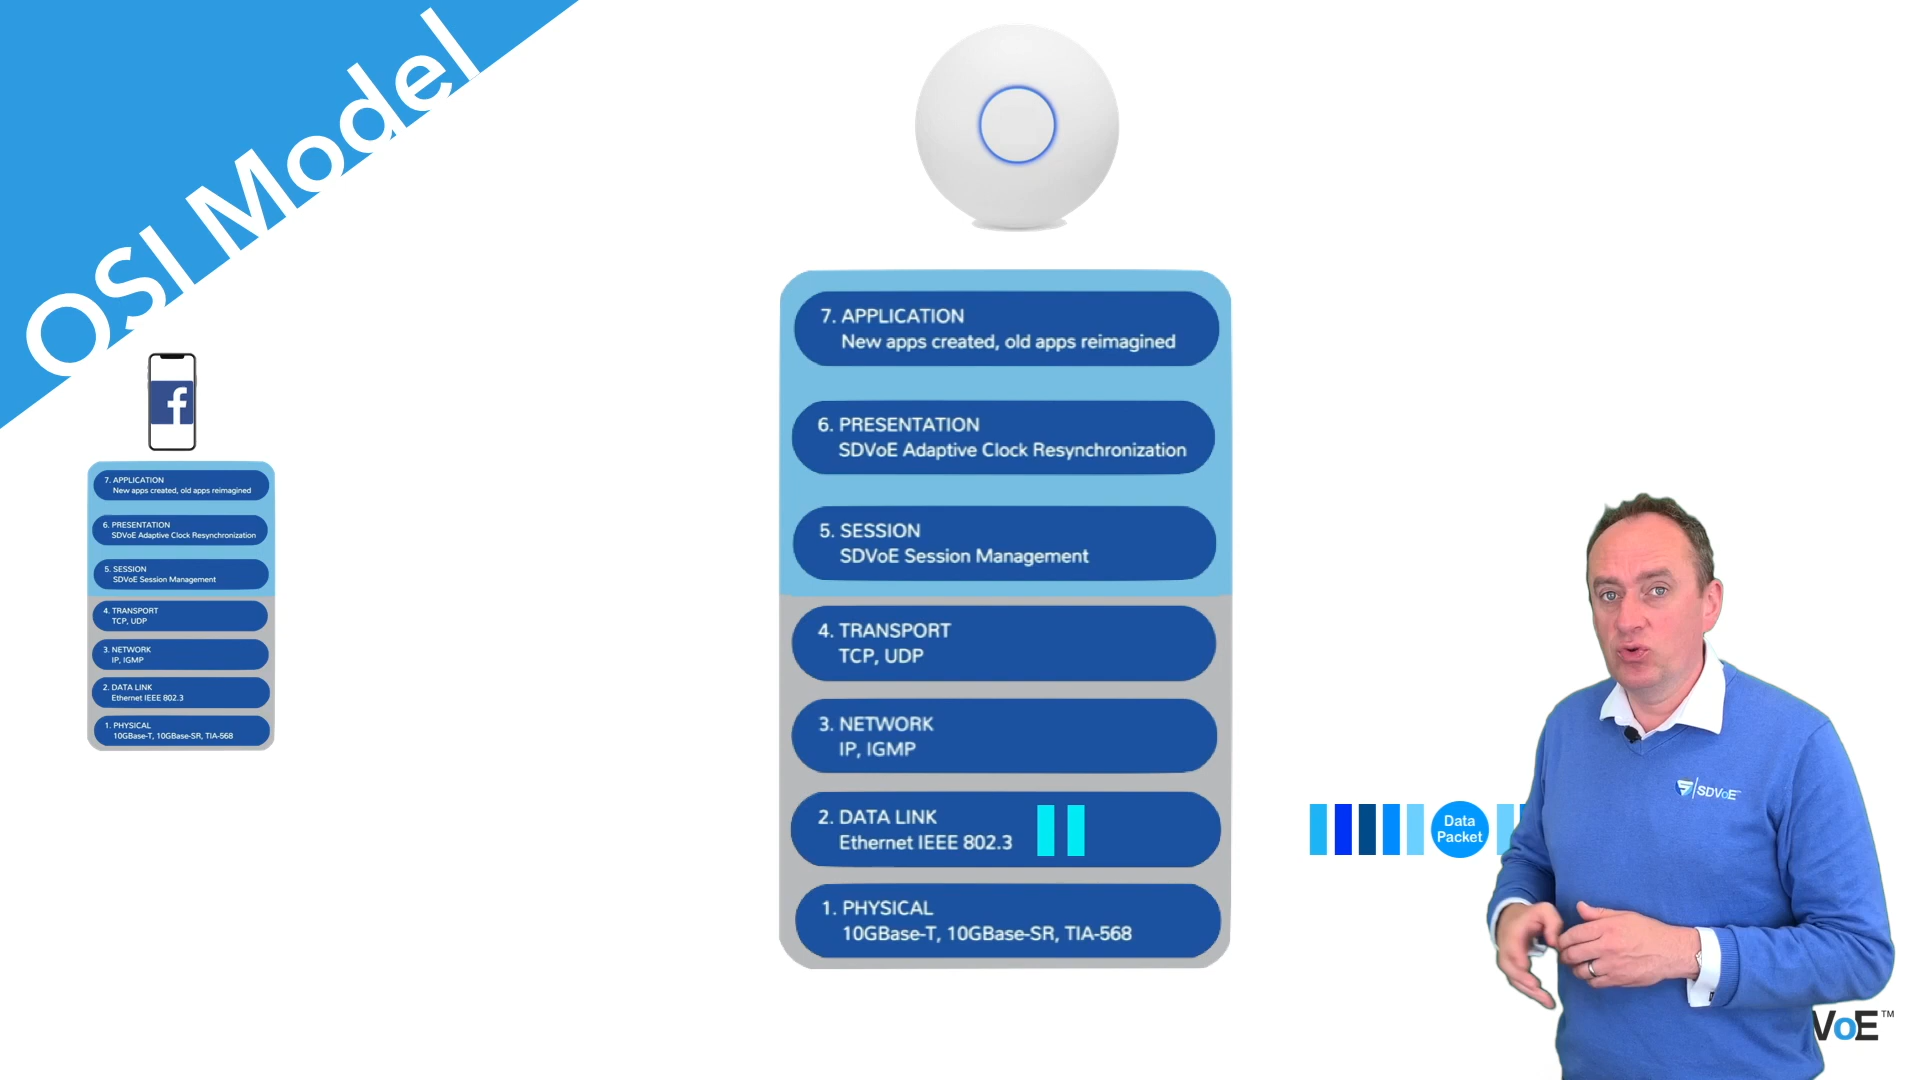 OSI Model
f
7. APPLICATION
New apps created, old apps reimagined
6. PRESENTATION
SDVoE Adaptive Clock Resynchronization
5. SESSION
SDVoE Session Management
4. TRANSPORT
TCP, UDP
3. NETWORK
IP, IGMP
2. DATA LINK
Ethernet IEEE 802.3
1. PHYSICAL
10GBase-T, 10GBase-SR, TIA-568
7. APPLICATION
New apps created, old apps reimagined
6. PRESENTATION
SDVoE Adaptive Clock Resynchronization
5. SESSION
SDVoE Session Management
4. TRANSPORT
TCP, UDP
3. NETWORK
IP, IGMP
2. DATA LINK
Ethernet IEEE 802.3
1. PHYSICAL
10GBase-T, 10GBase-SR, TIA-568
Data
Packet
SDVoE
VoE™